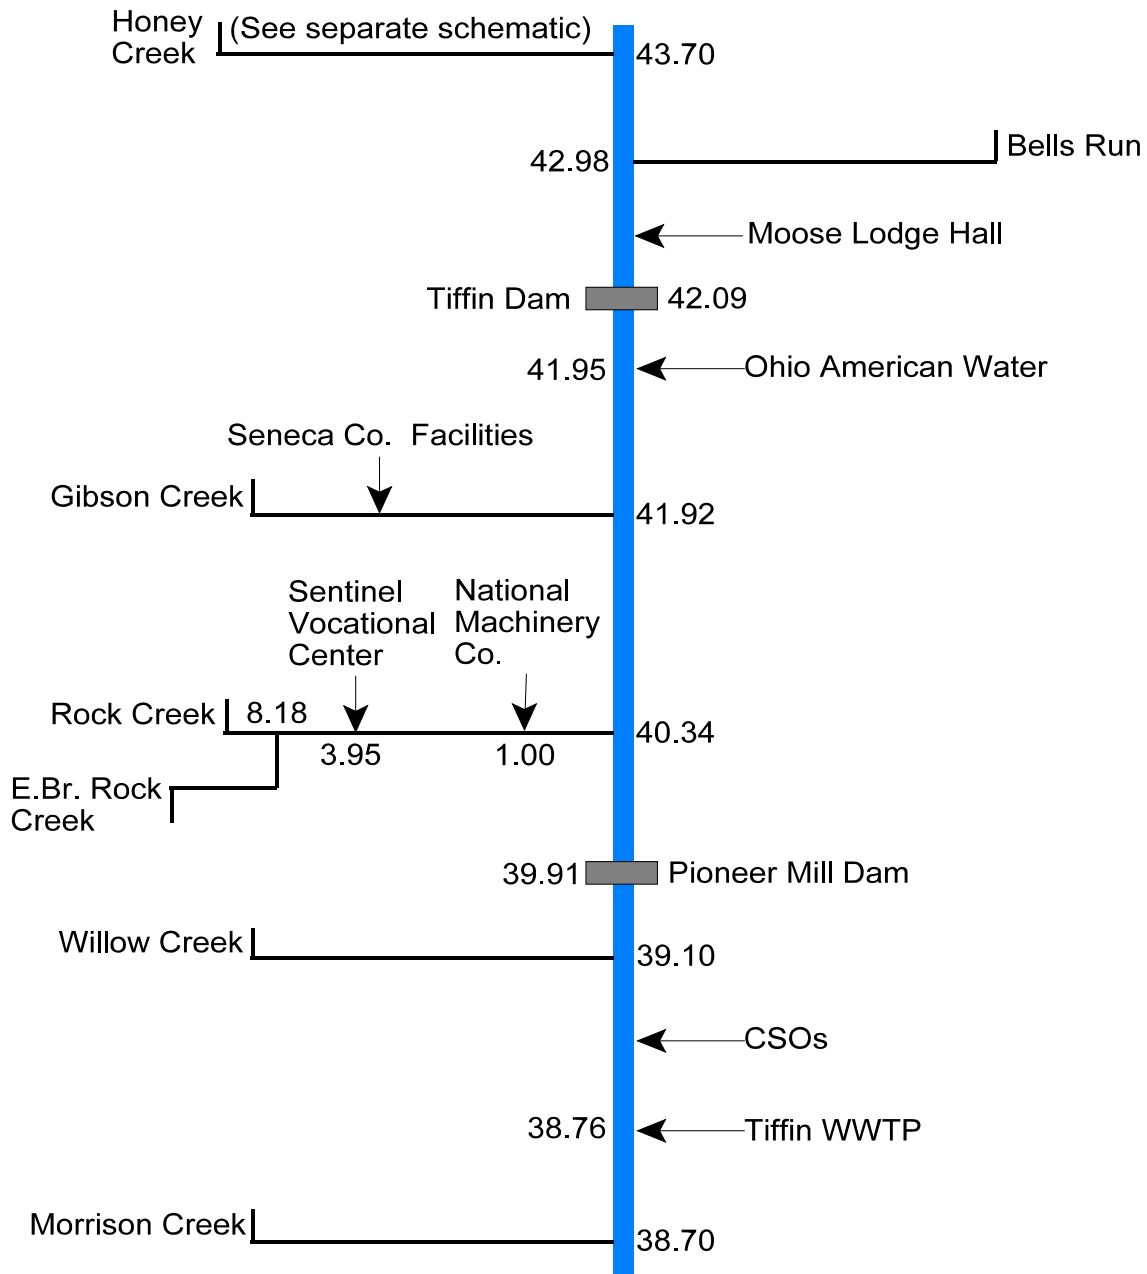 Honey
Creek
(See separate schematic)
43.70
42.98
Bells Run
Moose Lodge Hall
Tiffin Dam
42.09
41.95
Ohio American Water
Seneca Co.  Facilities
Gibson Creek
41.92
Sentinel
Vocational
Center
National
Machinery
Co.
Rock Creek
8.18
3.95
1.00
40.34
E.Br. Rock
Creek
39.91
Pioneer Mill Dam
Willow Creek
39.10
CSOs
38.76
Tiffin WWTP
Morrison Creek
38.70